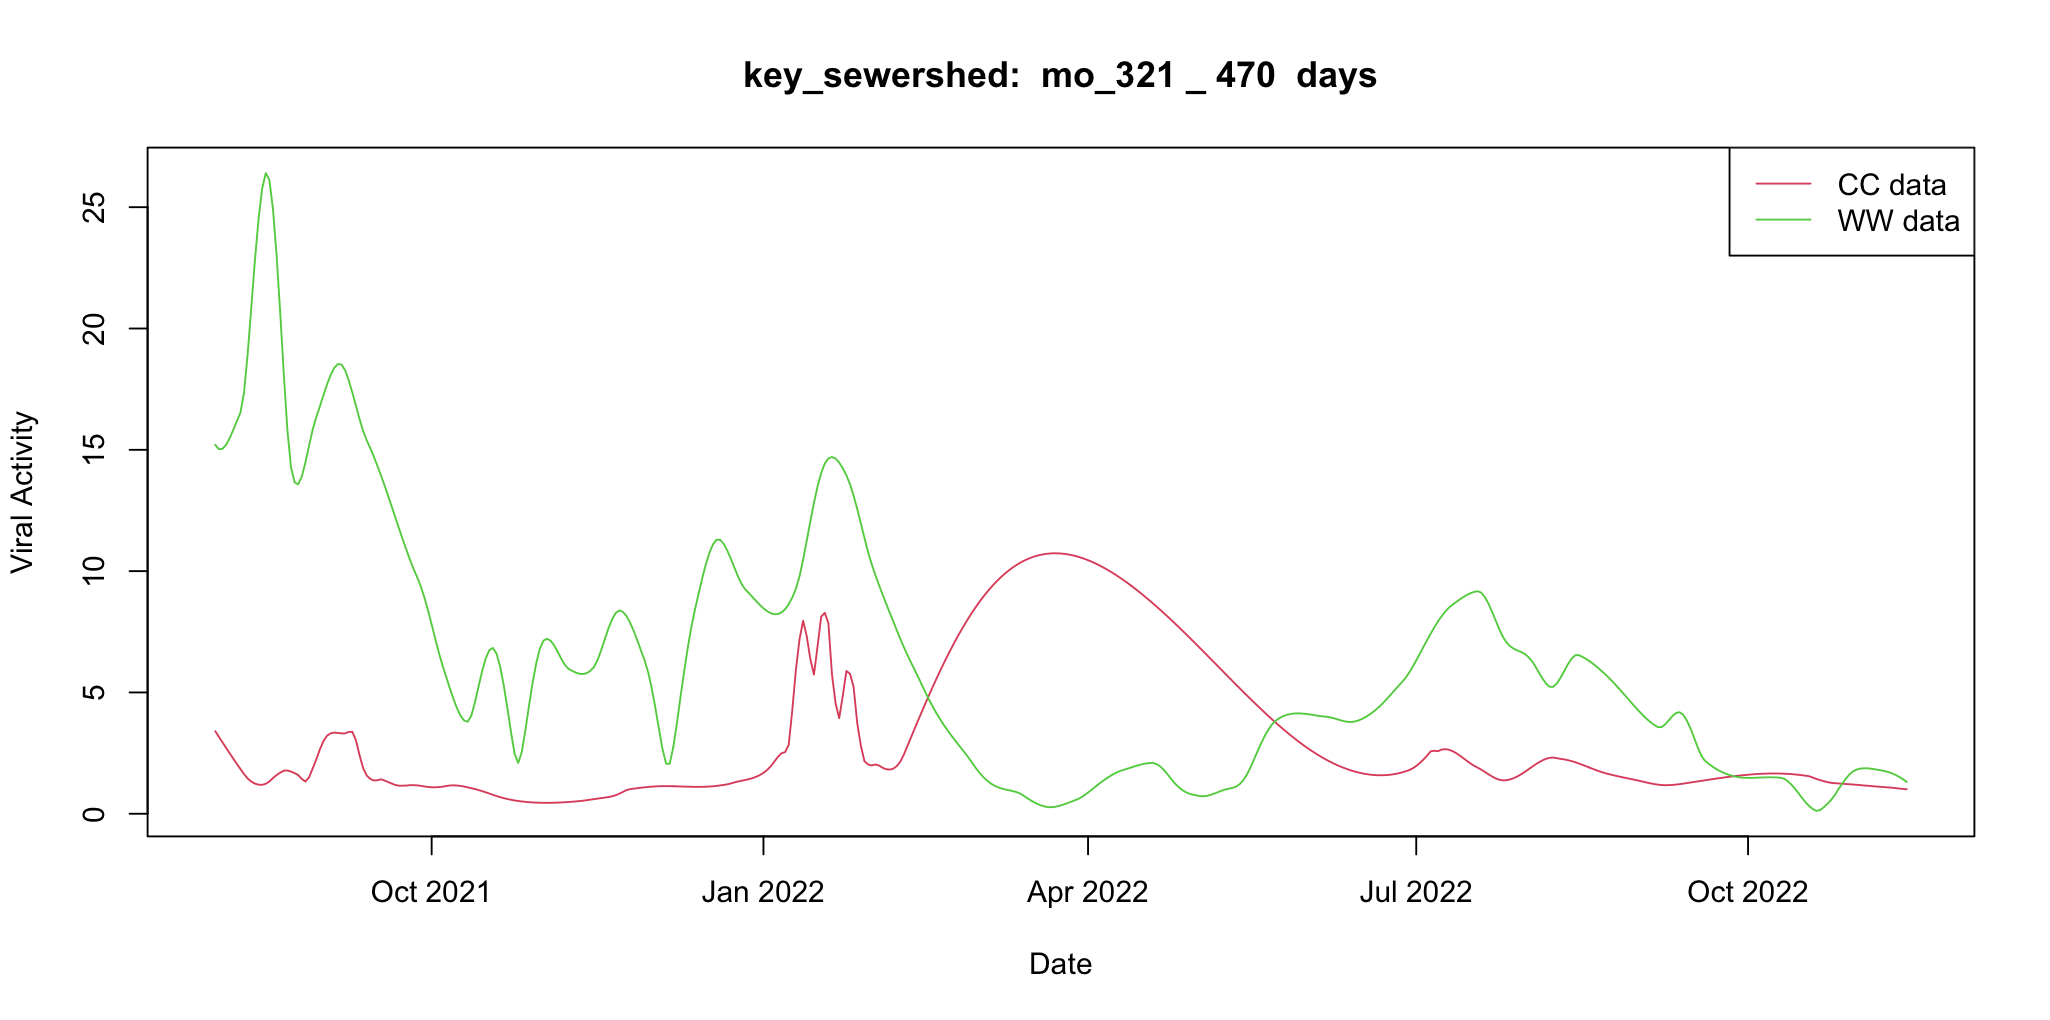 key_sewershed: mo_321 _ 470 days
CC data
WW data
Viral Activity
25
20
15
10
5
0
Oct 2021
Jan 2022
Apr 2022
Jul 2022
Oct 2022
Date